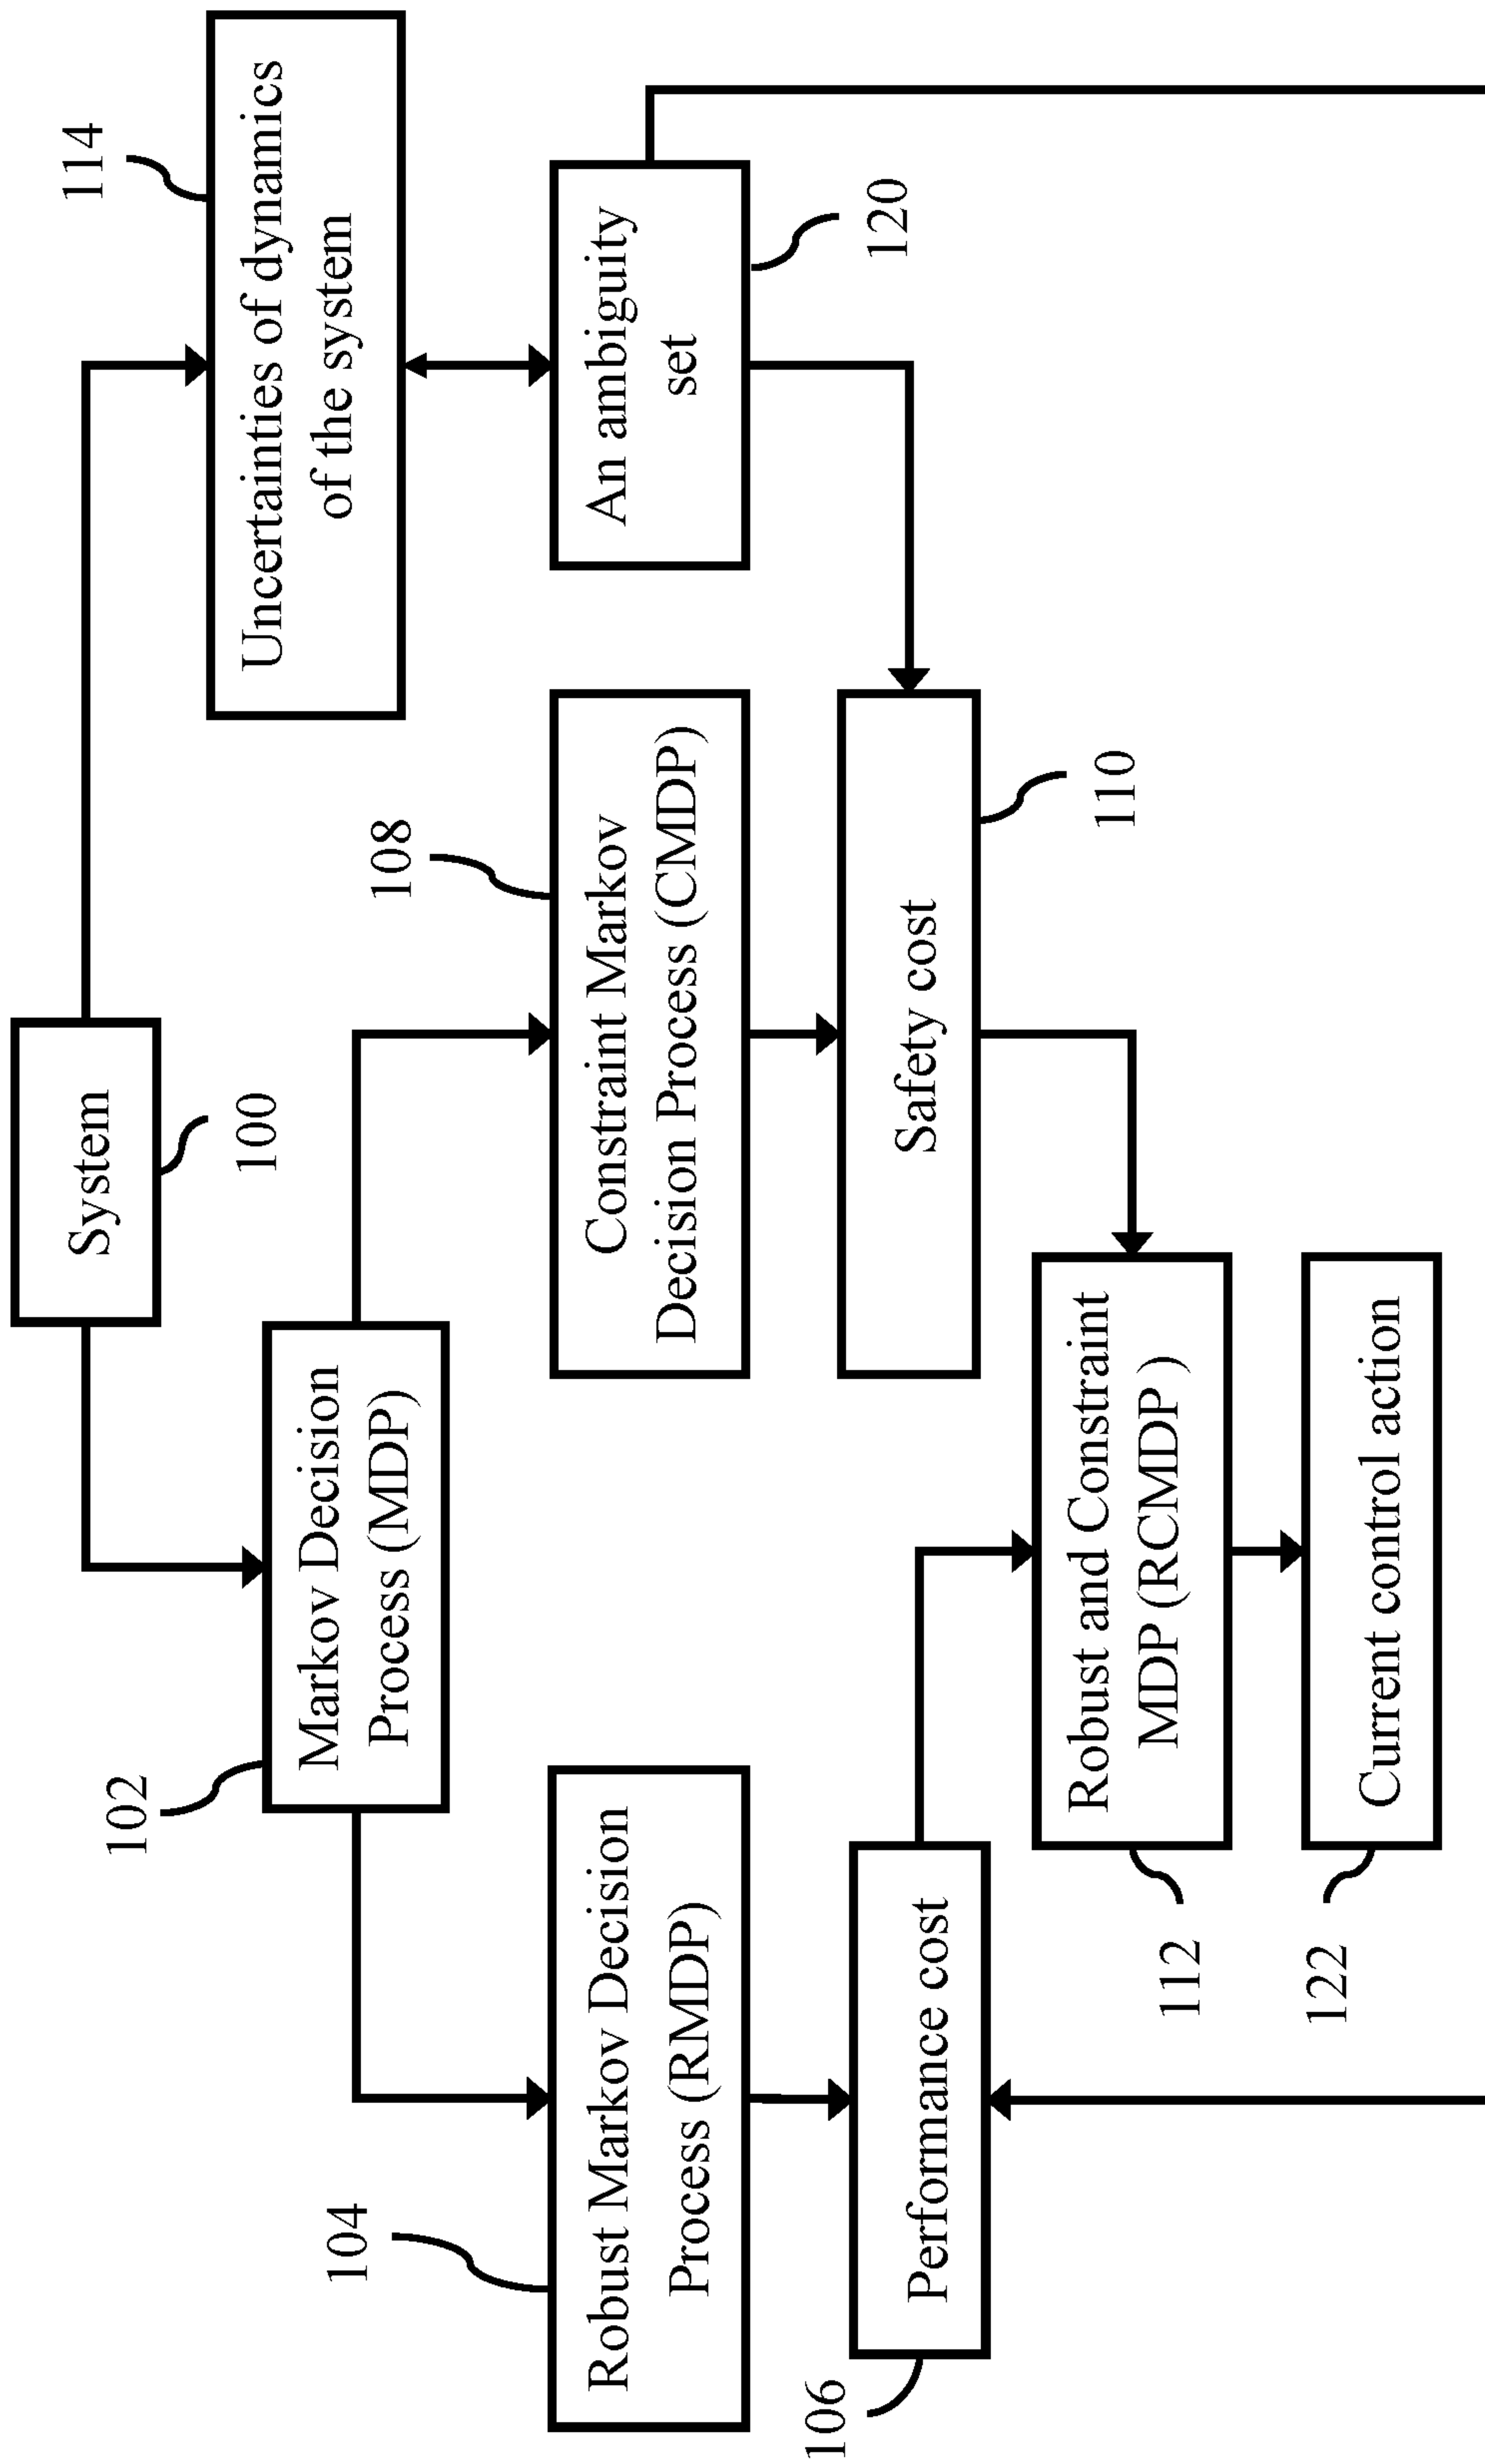 System
100
114
Uncertainties of dynamics
of the system
102
Markov Decision
Process (MDP)
108
104
Robust Markov Decision
Process (RMDP)
Constraint Markov
Decision Process (CMDP)
An ambiguity
set
120
106
Performance cost
Safety cost
110
Robust and Constraint
MDP (RCMDP )
112
Current control action
122